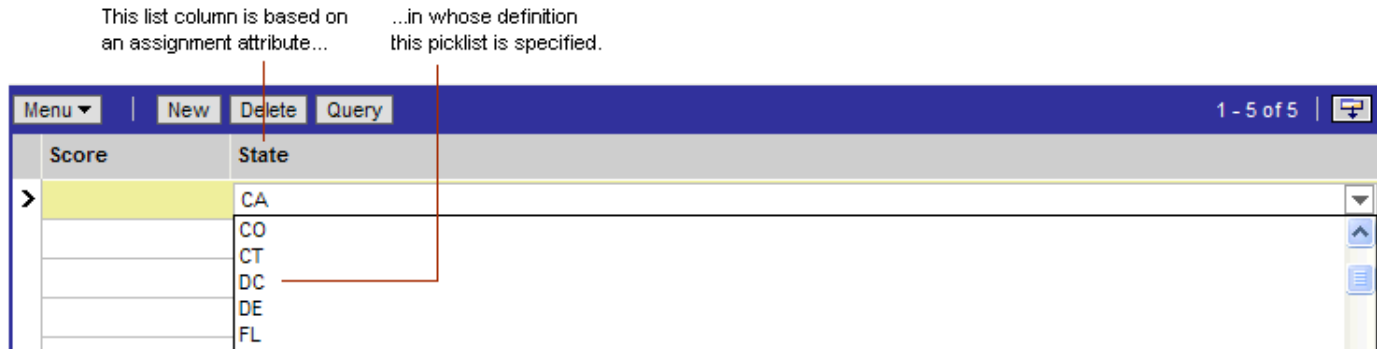 This list column is based on
an assignment attribute...
...in whose definition
this picklist is specified.
Menu New Delete Query 1 - 5 of 5
Score State
CA
CO
CT
DC
DE
FL